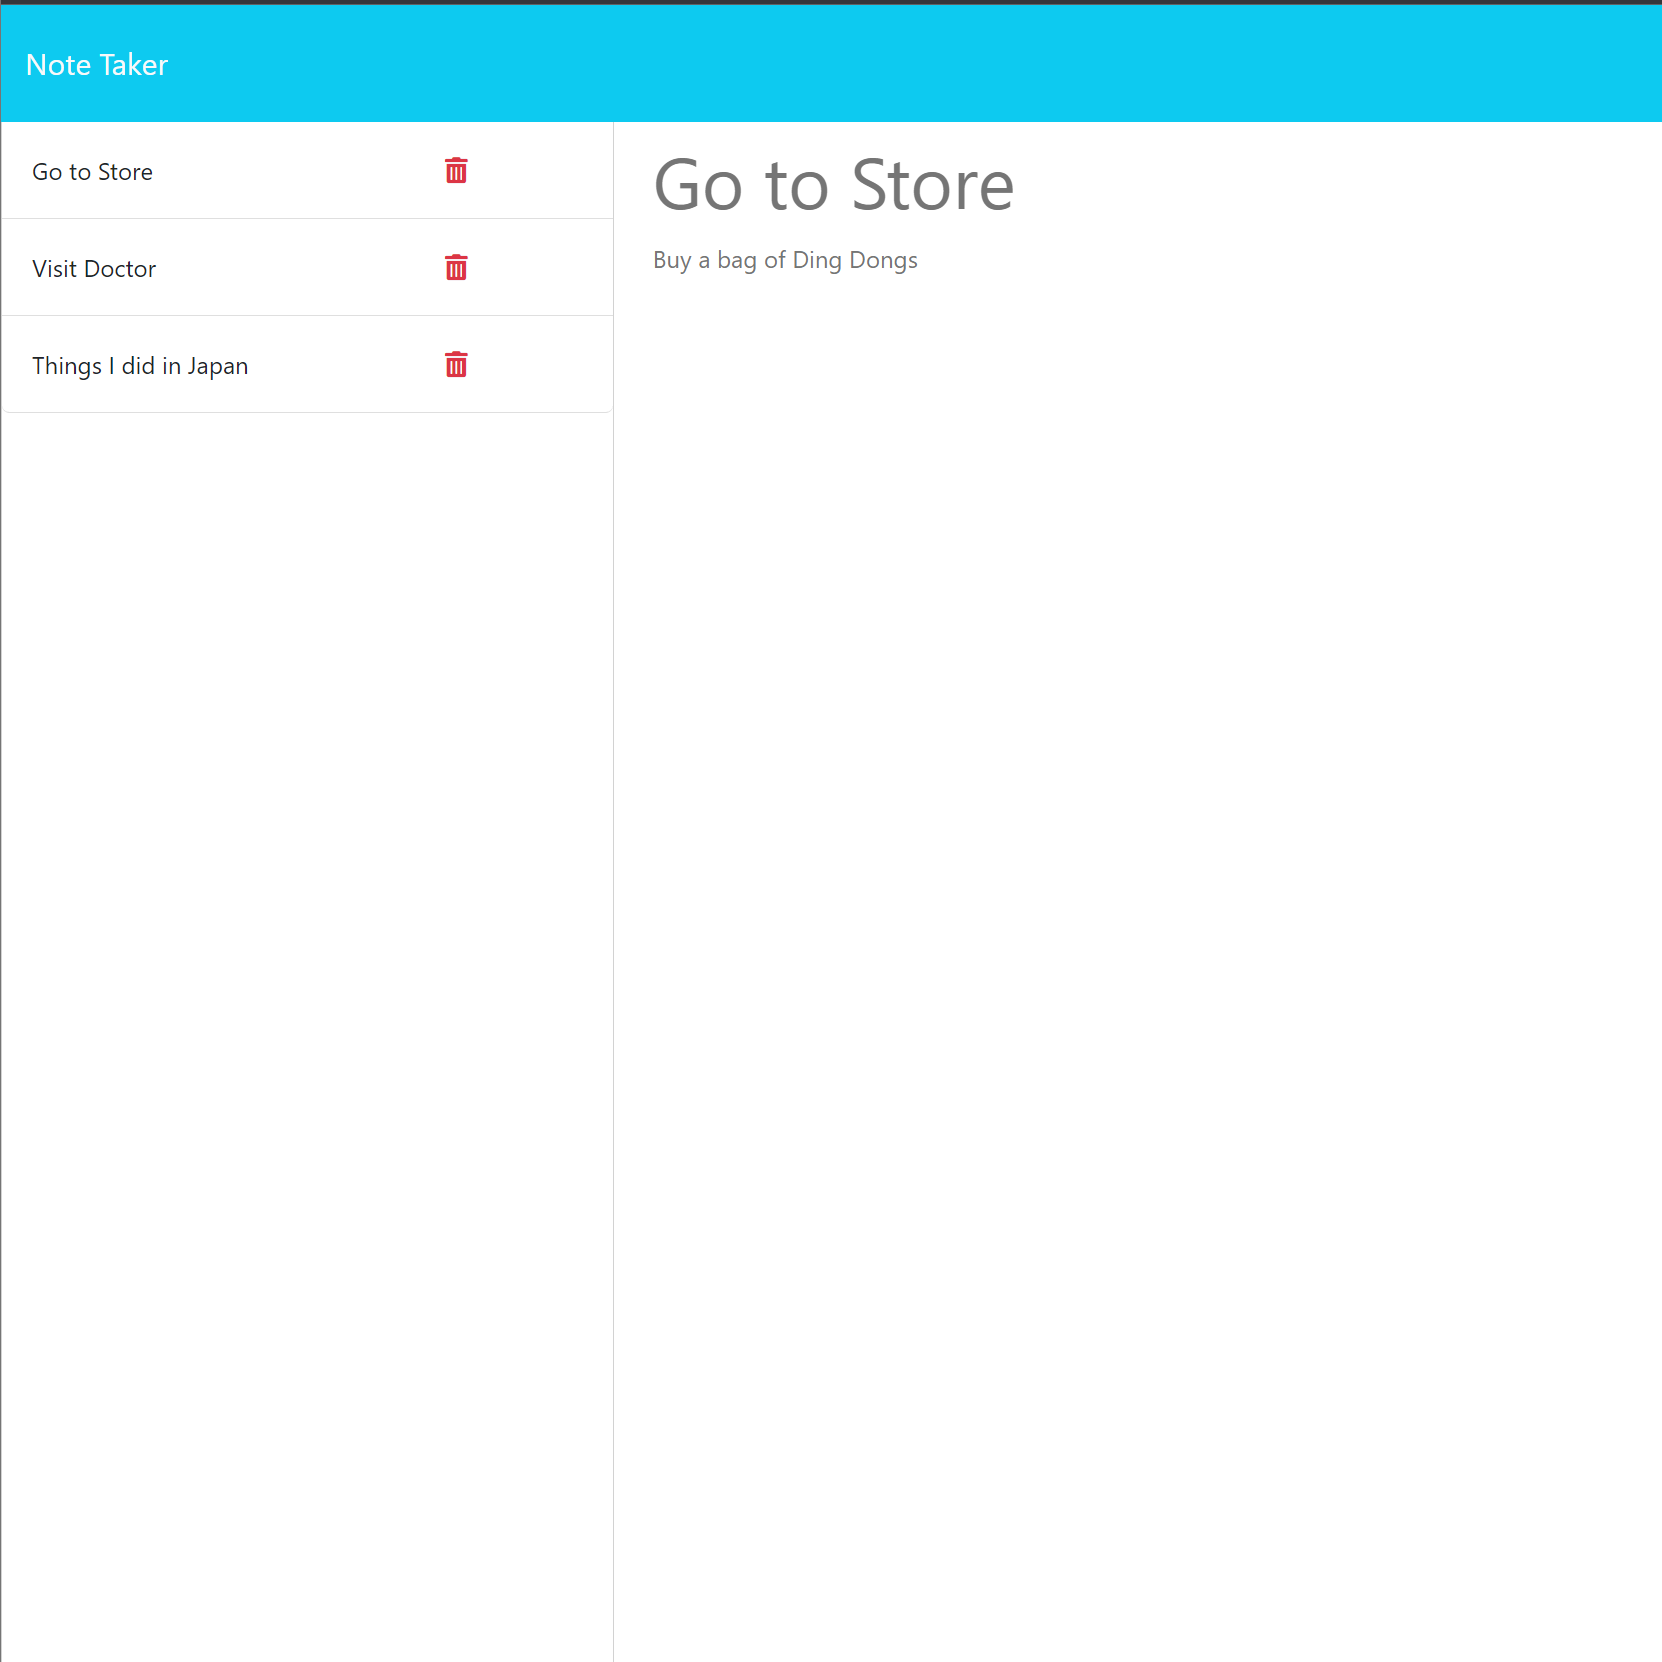 Note Taker
Go to Store
Visit Doctor
Things I did in Japan
Go to Store
Buy a bag of Ding Dongs